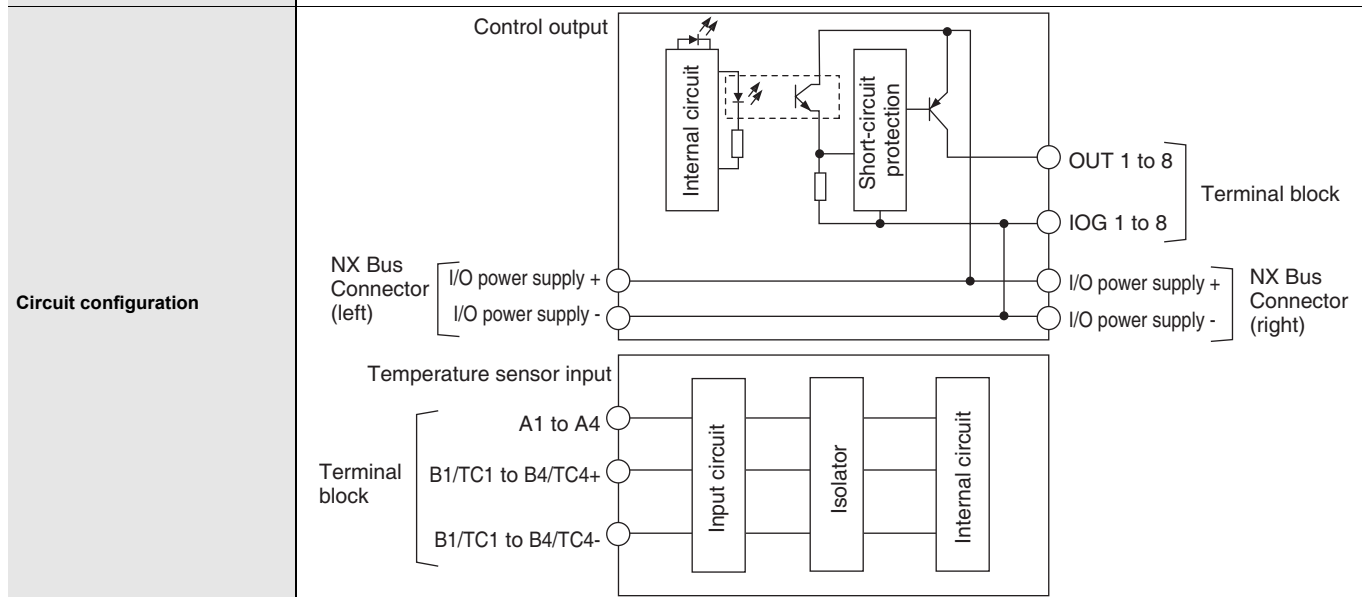 Circuit configuration
Control output
Internal circuit
Short-circuit
protection
OUT 1 to 8
IOG 1 to 8
Terminal block
NX Bus
Connector
(left)
I/O power supply +
I/O power supply -
I/O power supply +
I/O power supply -
NX Bus
Connector
(right)
Temperature sensor input
Terminal
block
A1 to A4
B1/TC1 to B4/TC4+
B1/TC1 to B4/TC4-
Input circuit
Isolator
Internal circuit